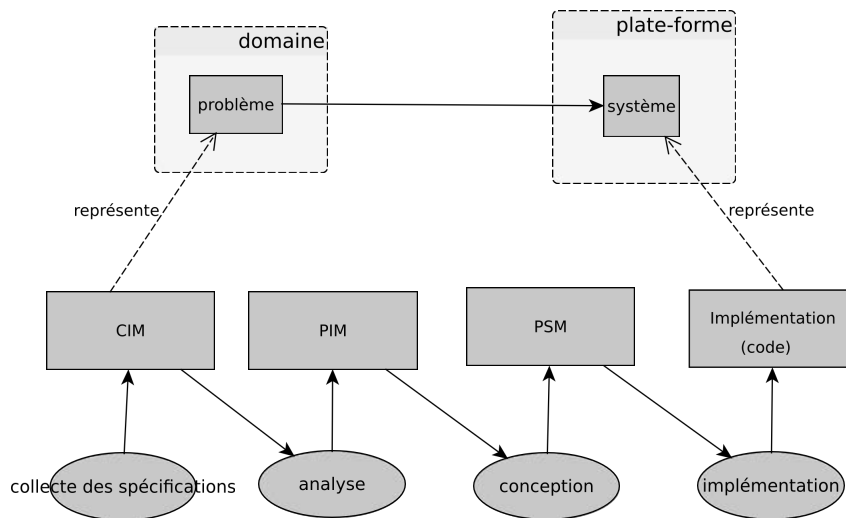 domaine
plate-forme
problème
système
représente
représente
CIM
PIM
PSM
Implémentation
(code)
collecte des spécifications
analyse
conception
implémentation